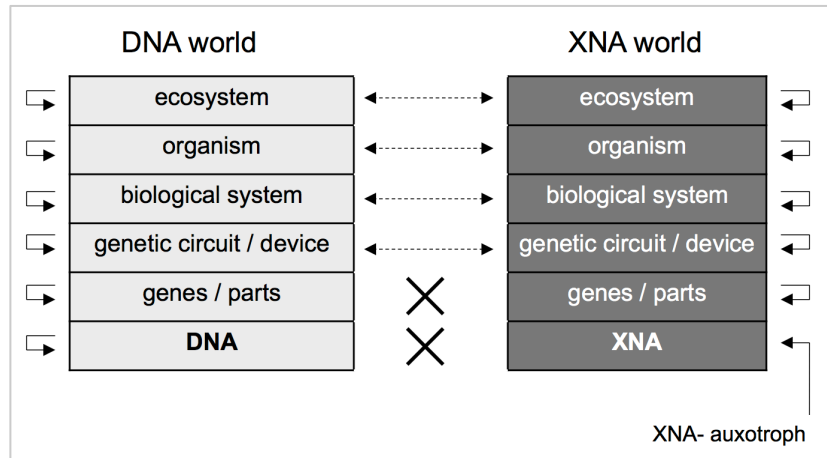 DNA world XNA world
ecosystem ecosystem
organism organism
biological system biological system
genetic circuit / device genetic circuit / device
genes / parts genes / parts
DNA XNA
XNA- auxotroph